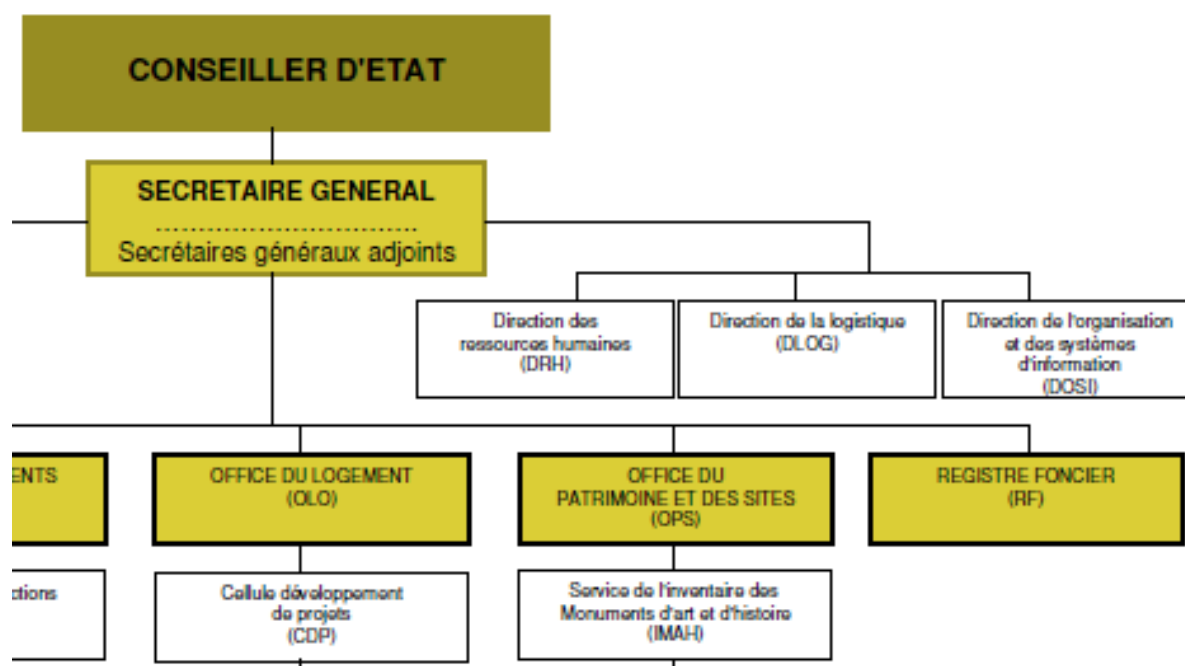 CONSEILLER D'ETAT
SECRETAIRE GENERAL
................................
Secrétaires généraux adjoints
Direction des
ressources humaines
(DRH)
Direction de la logistique
(DLOG)
Direction de l'organisation
et des systèmes
d'information
(DOSI)
ENTS
OFFICE DU LOGEMENT
(OLO)
OFFICE DU
PATRIMOINE ET DES SITES
(OPS)
REGISTRE FONCIER
(RF)
ctions
Cellule développement
de projets
(CDP)
Service de l'inventaire des
Monuments d'art et d'histoire
(IMAH)